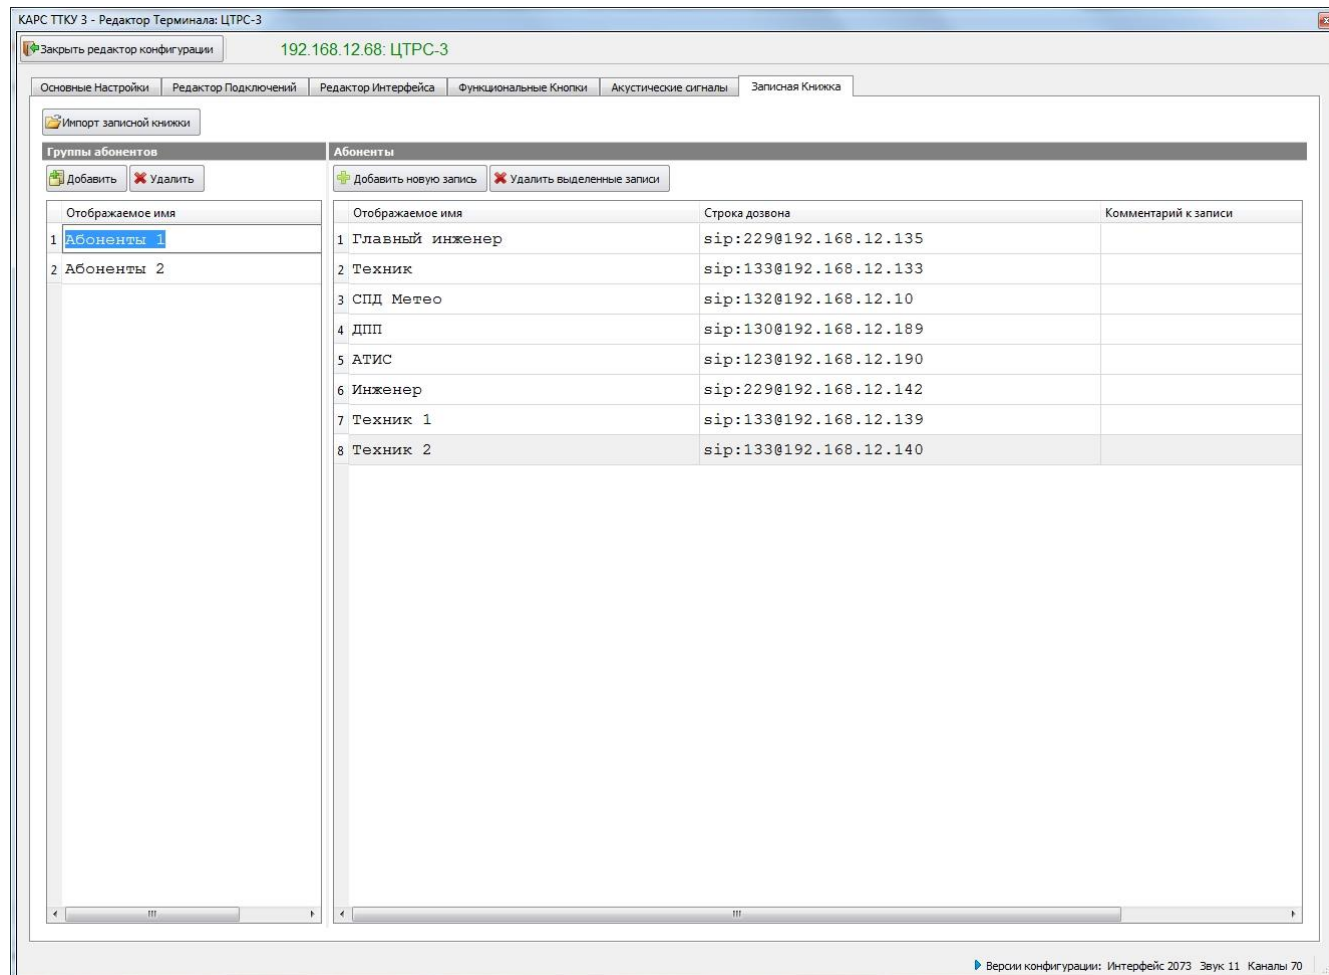 КАРС ТТКУ 3 - Редактор Терминала: ЦТРС-3
Закрыть редактор конфигурации 192.168.12.68: ЦТРС-3
Основные Настройки Редактор Подключений Редактор Интерфейса Функциональные Кнопки Акустические сигналы Записная Книжка
Импорт записной книжки
Группы абонентов Абоненты
Добавить Удалить Добавить новую запись Удалить выделенные записи
Отображаемое имя Отображаемое имя Строка дозвона Комментарий к записи
1 Абоненты 1 1 Главный инженер sip:229@192.168.12.135
2 Абоненты 2 2 Техник sip:133@192.168.12.133
3 СПД Метео sip:132@192.168.12.10
4 ДПП sip:130@192.168.12.189
5 АТИС sip:123@192.168.12.190
6 Инженер sip:229@192.168.12.142
7 Техник 1 sip:133@192.168.12.139
8 Техник 2 sip:133@192.168.12.140
Версии конфигурации: Интерфейс 2073 Звук 11 Каналы 70